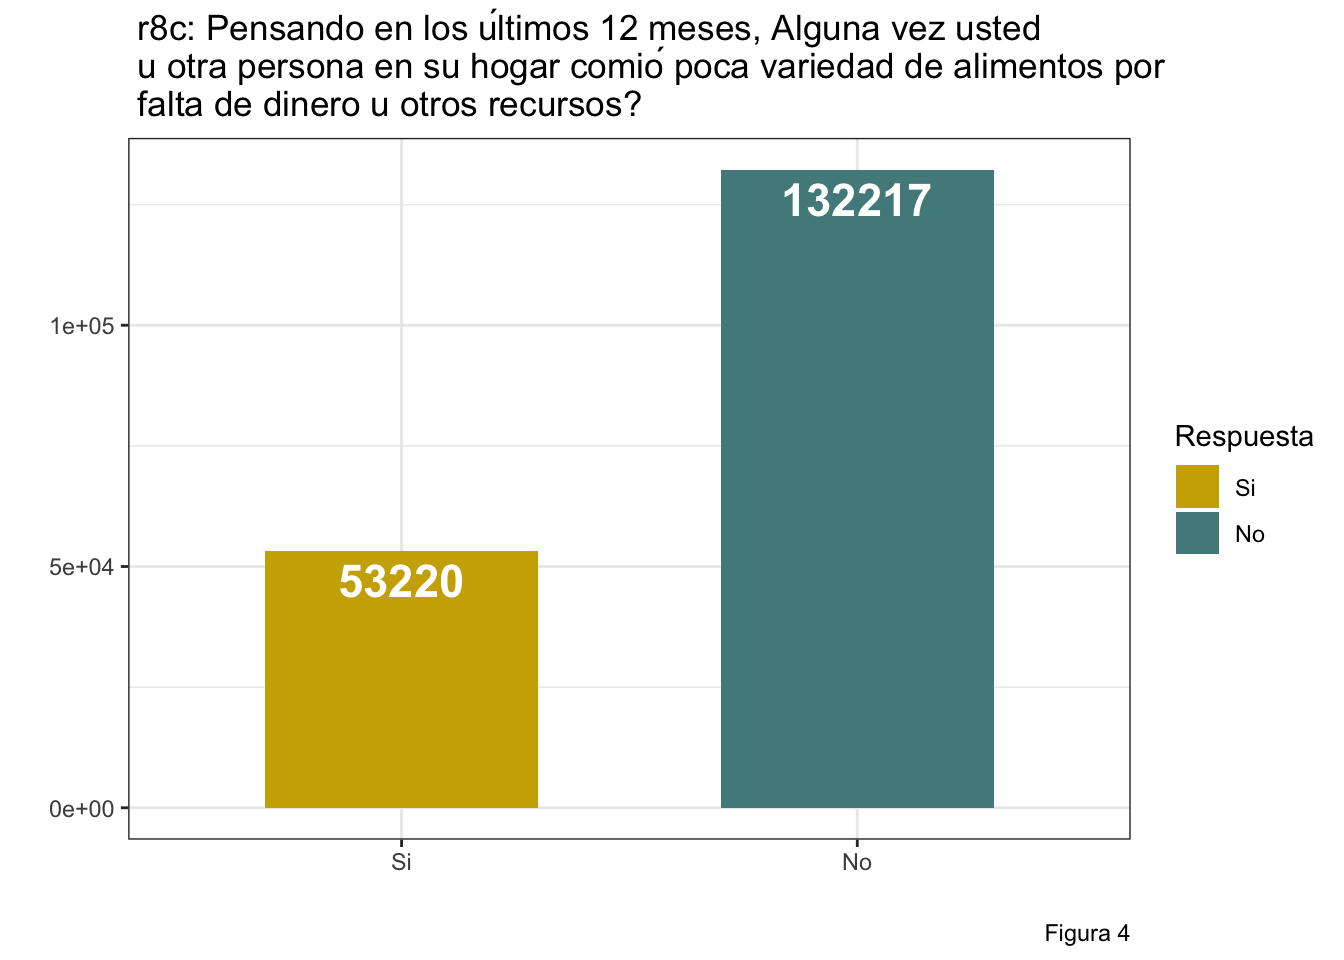 r8c: Pensando en los últimos 12 meses, Alguna vez usted
u otra persona en su hogar comió poca variedad de alimentos por
falta de dinero u otros recursos?
132217
1e+05
Respuesta
Si
No
5e+04
53220
0e+00
Si
No
Figura 4